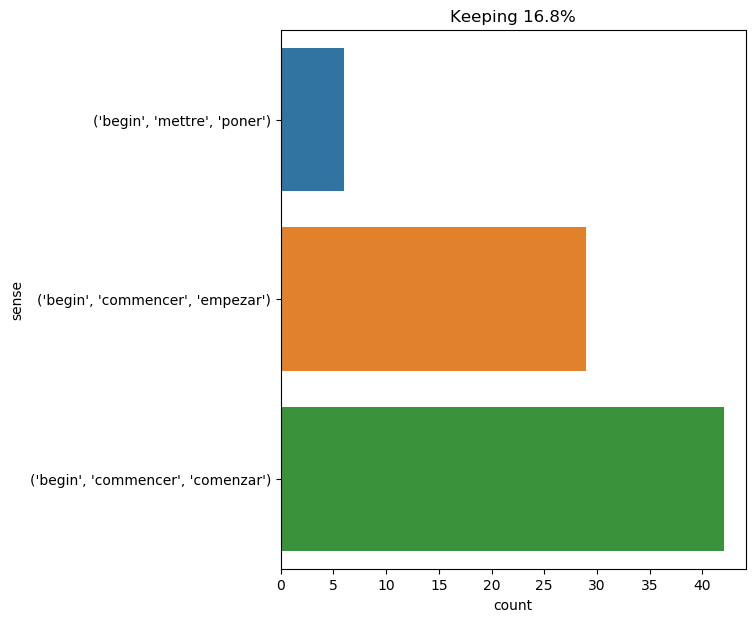 Keeping 16.8%
('begin', 'mettre', 'poner')
('begin', 'commencer', 'empezar')
('begin', 'commencer', 'comenzar')
sense
0 5 10 15 20 25 30 35 40
count